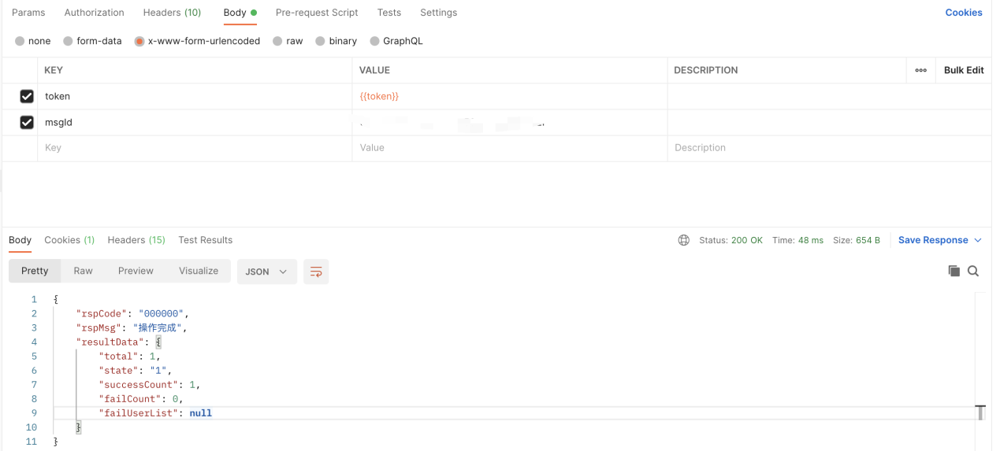 Params Authorization Headers (10) Body Pre-request Script Tests Settings Cookies
none form-data x-www-form-urlencoded raw binary GraphQL
KEY VALUE DESCRIPTION ooo Bulk Edit
token {{token}}
msgId
Key Value Description
Body Cookies (1) Headers (15) Test Results Status: 200 OK Time: 48 ms Size: 654 B Save Response
Pretty Raw Preview Visualize JSON
1 {
2 "rspCode": "000000",
3 "rspMsg": "操作完成",
4 "resultData": {
5 "total": 1,
6 "state": "1",
7 "successCount": 1,
8 "failCount": 0,
9 "failUserList": null
10 }
11 }